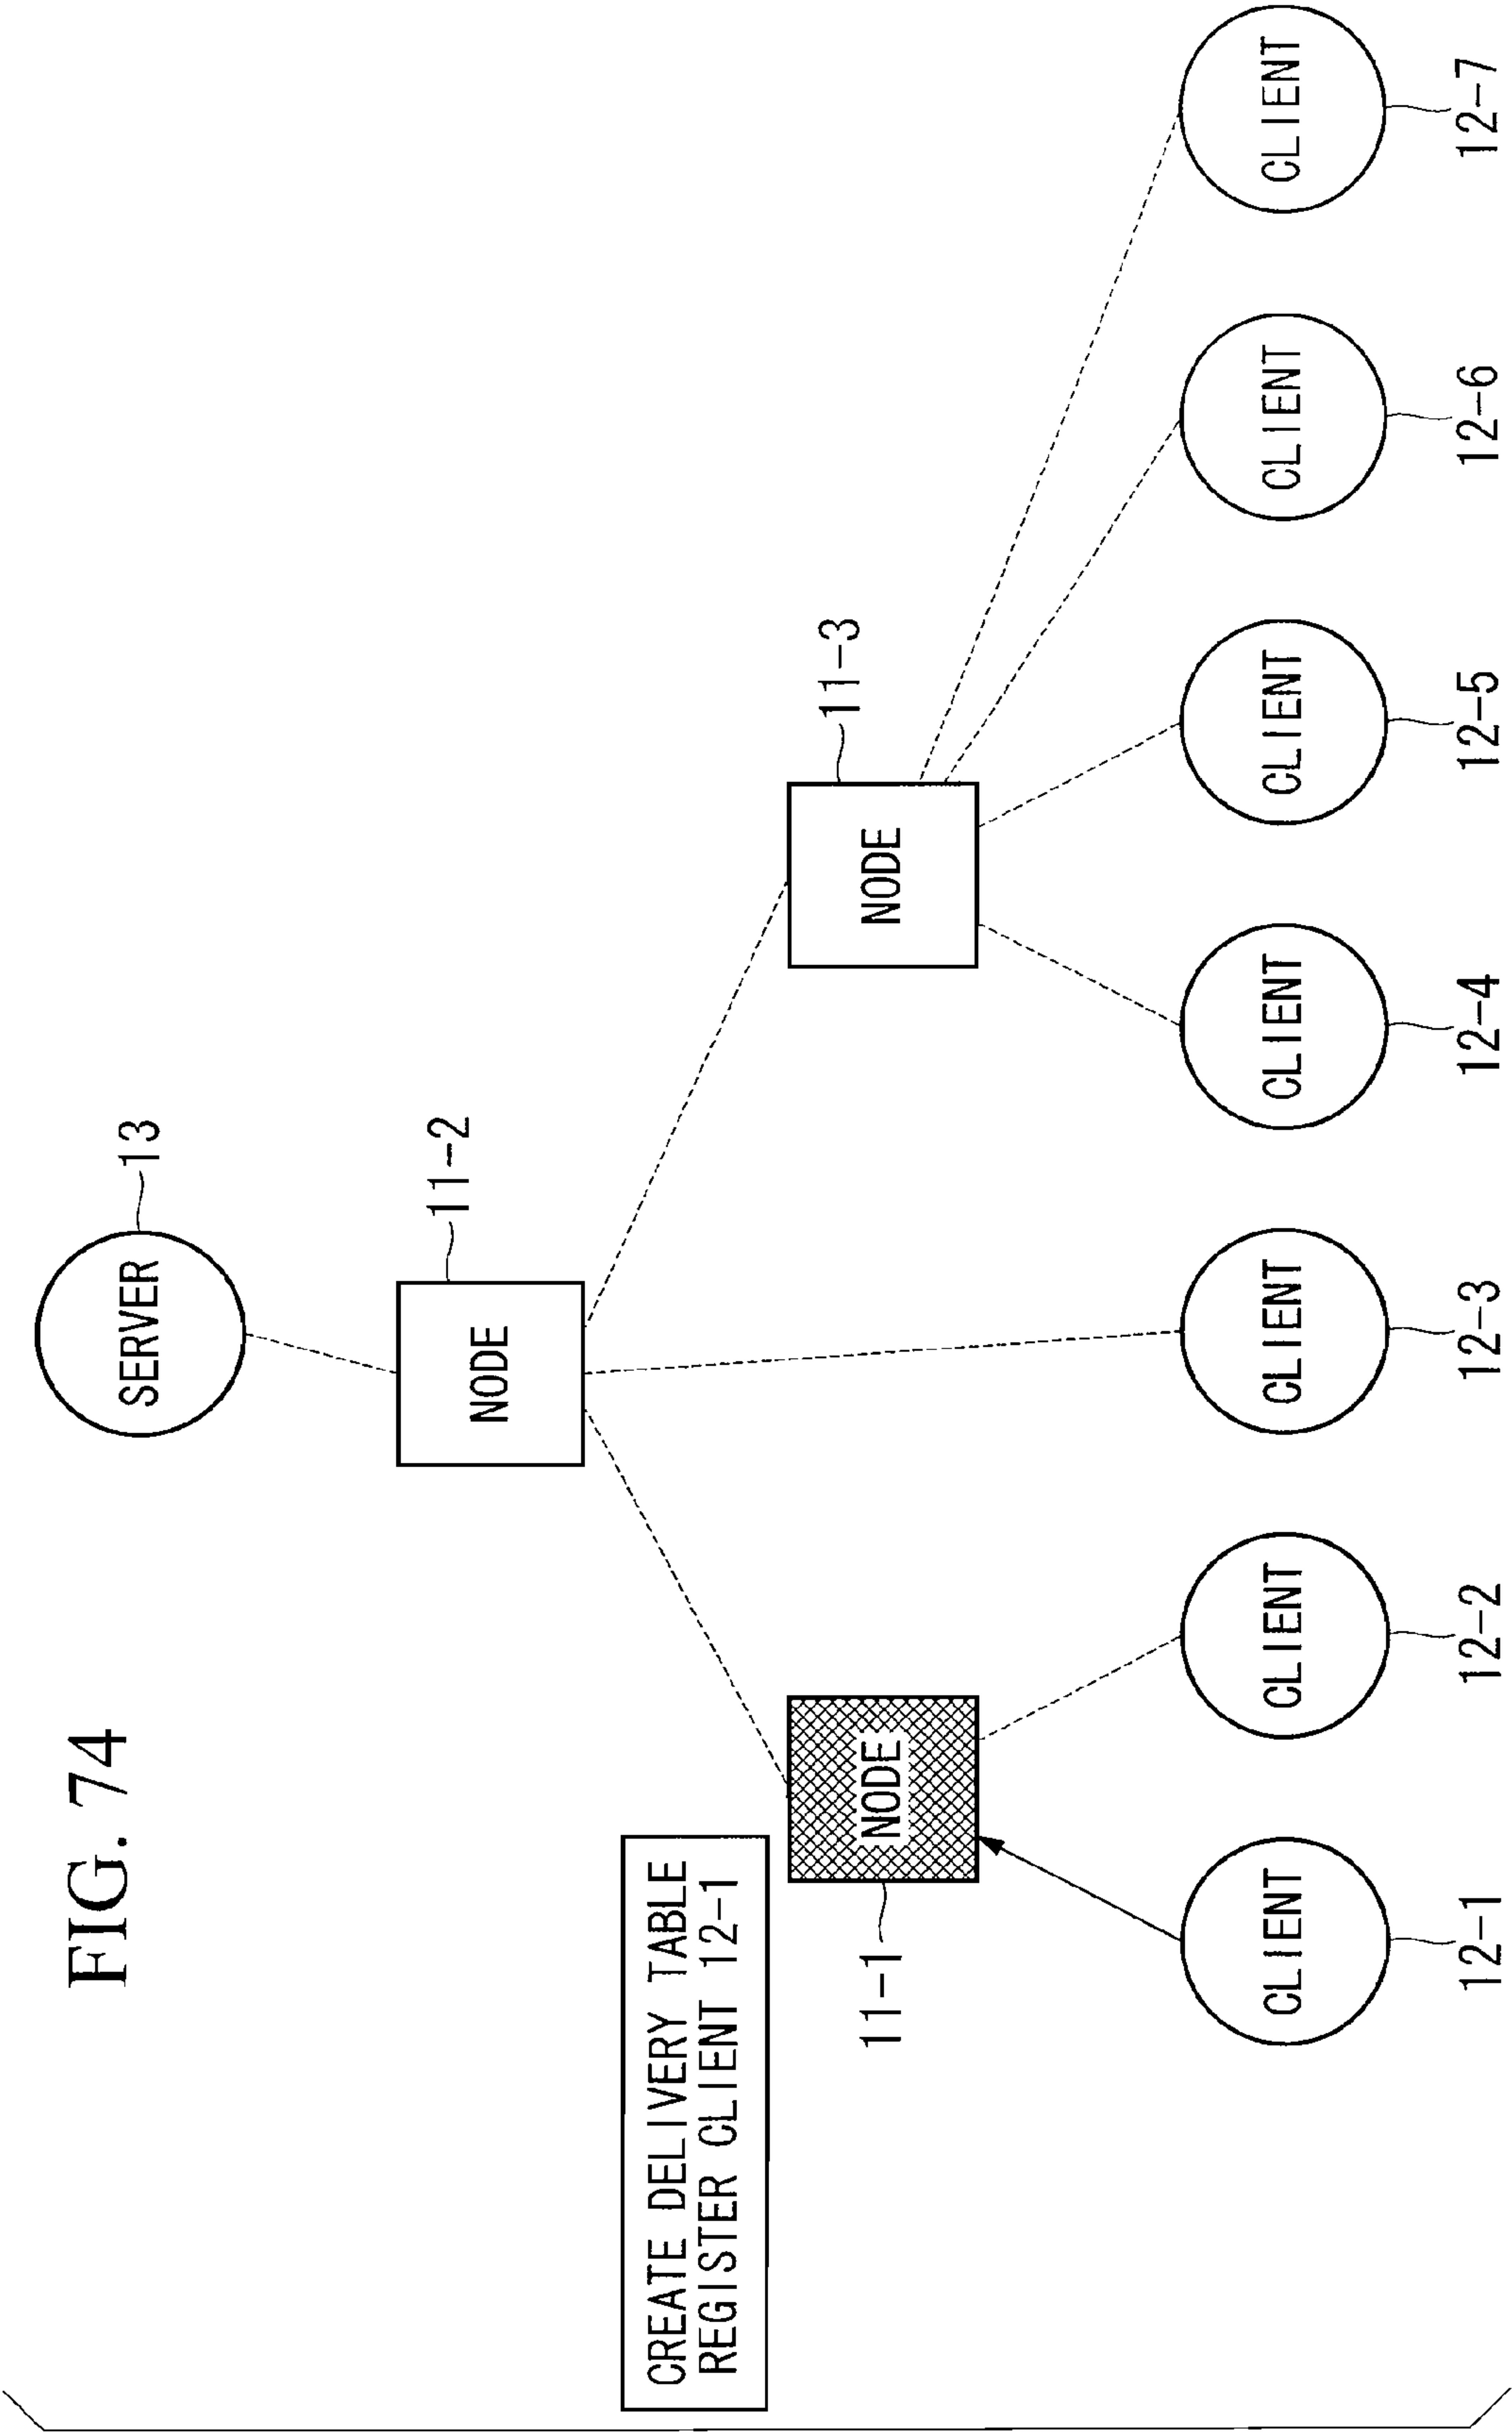 FIG. 74
SERVER
13
NODE
11-2
CREATE DELIVERY TABLE
REGISTER CLIENT 12-1
NODE
11-1
NODE
11-3
CLIENT
CLIENT
CLIENT
CLIENT
CLIENT
CLIENT
CLIENT
12-1
12-2
12-3
12-4
12-5
12-6
12-7